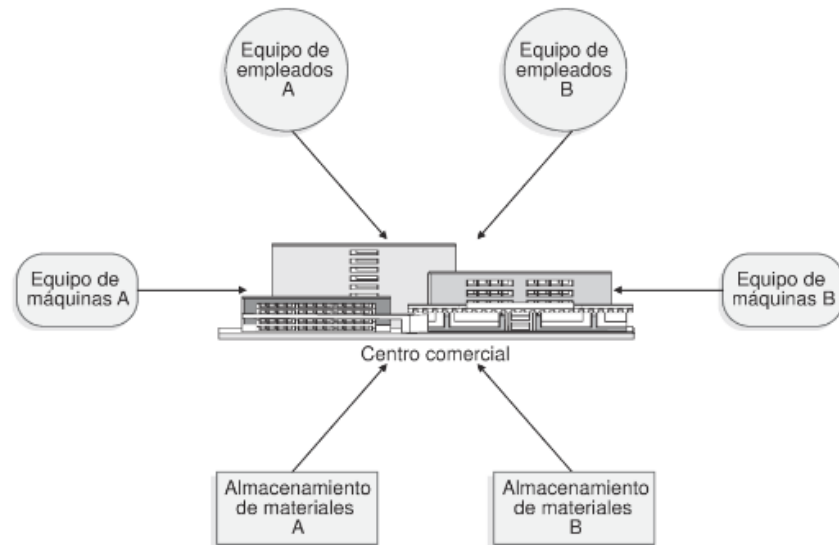 Equipo de
empleados
A
Equipo de
empleados
B
Equipo de
máquinas A
Equipo de
máquinas B
Centro comercial
Almacenamiento
de materiales
A
Almacenamiento
de materiales
B